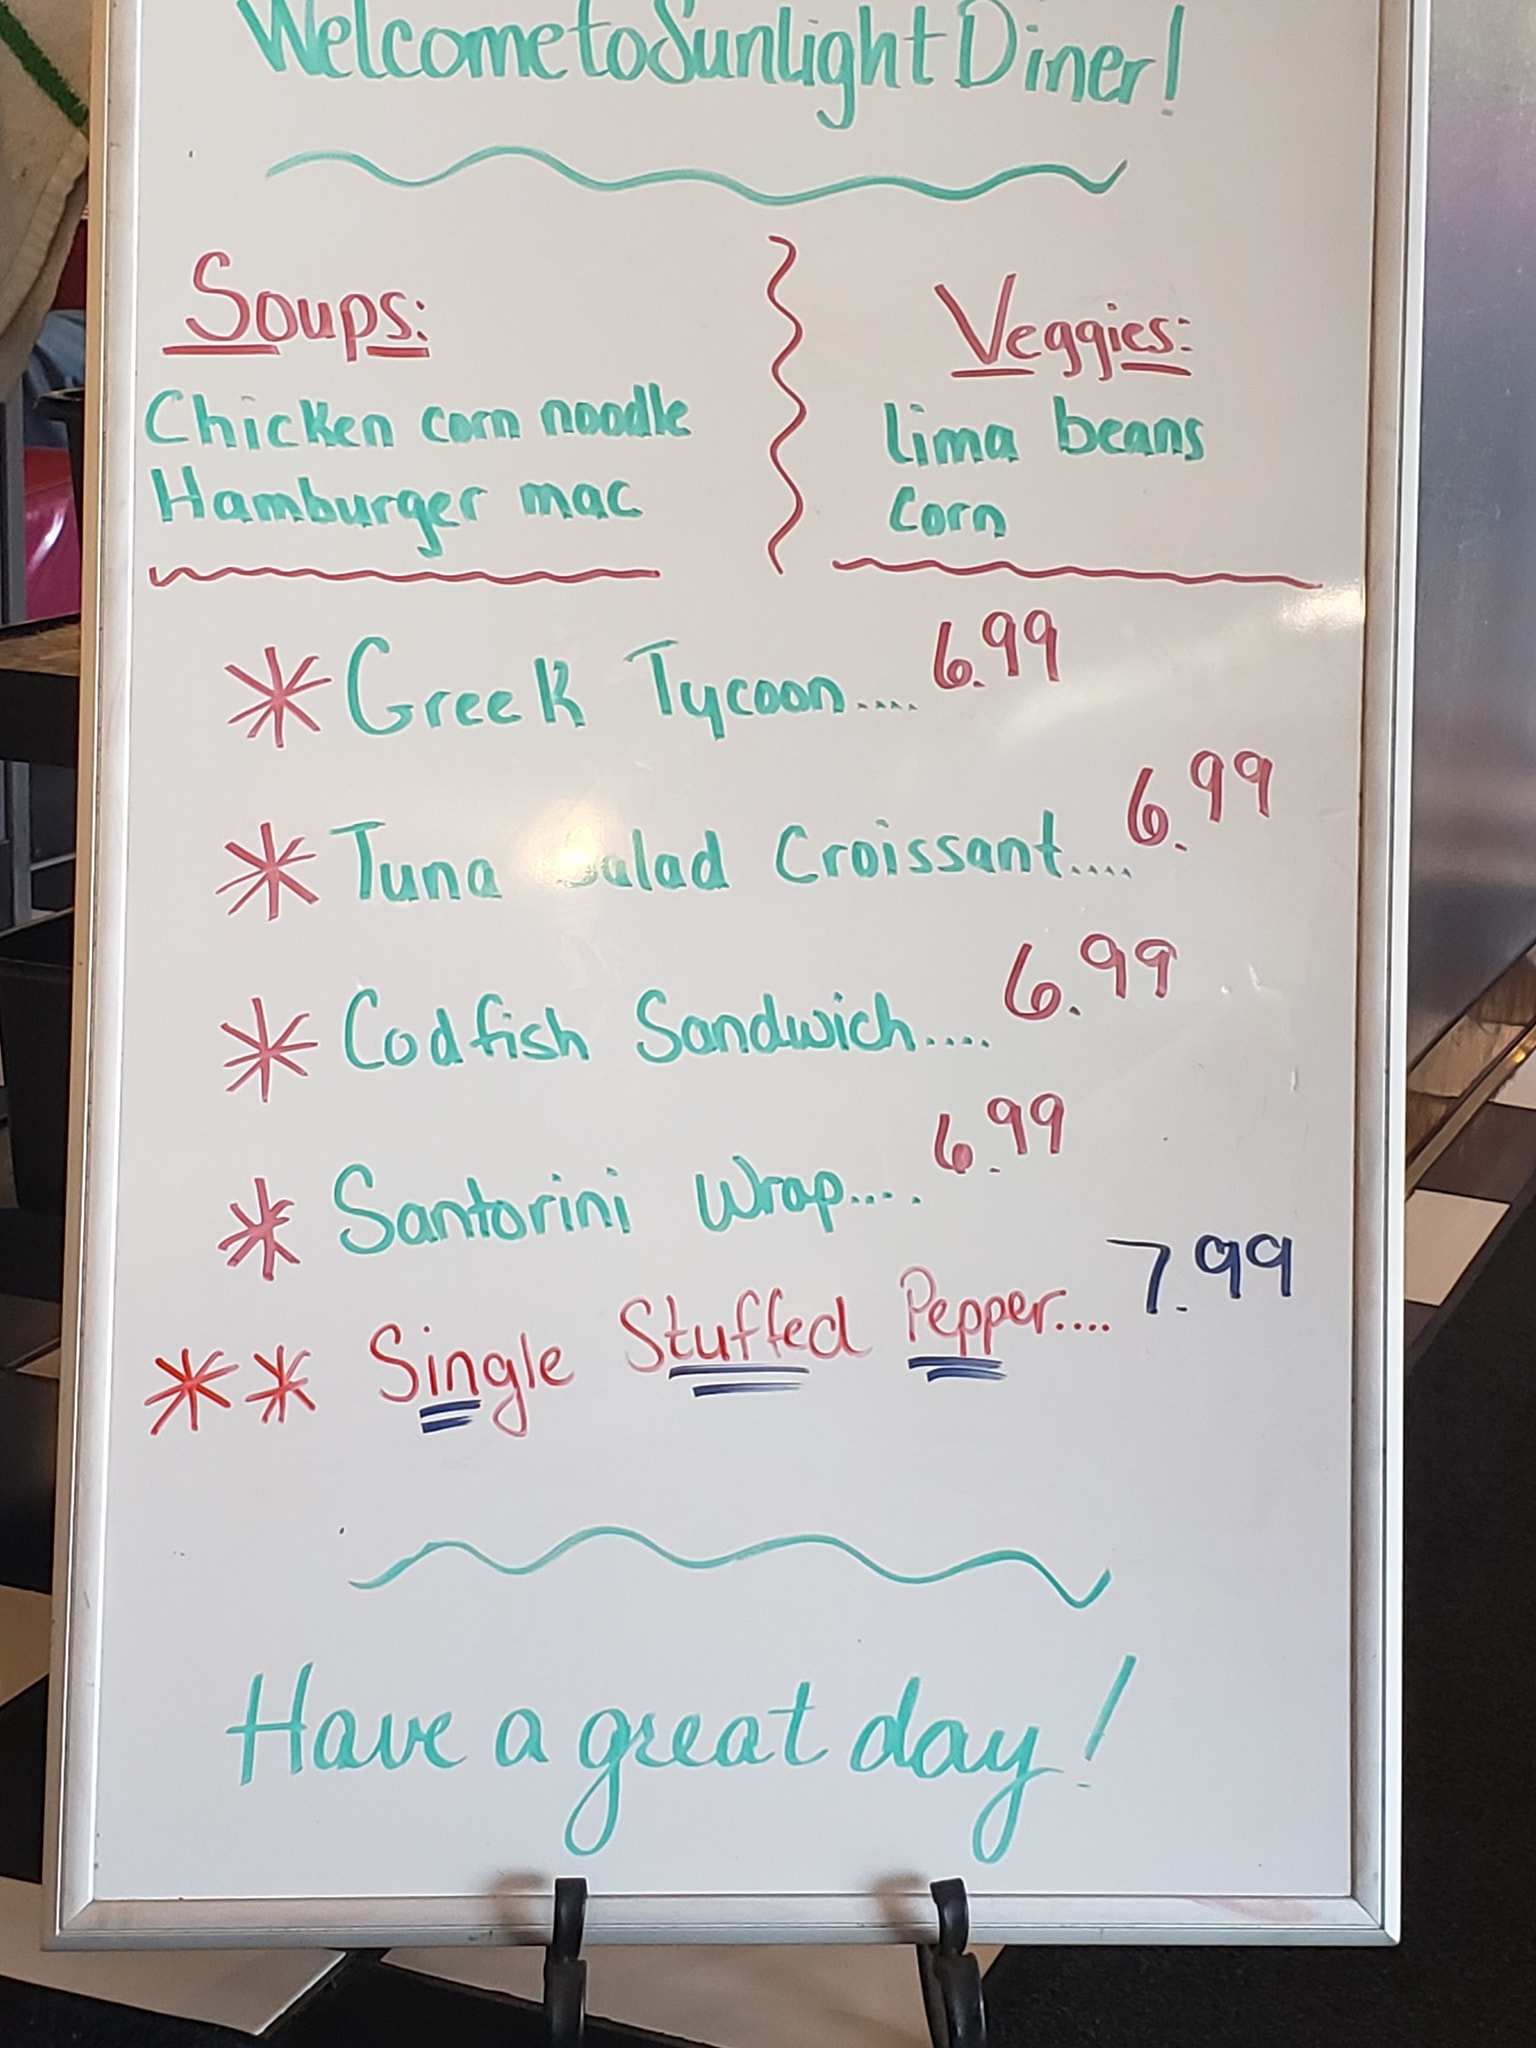 Welcome to Sunlight Diner!
Soups:
Chicken corn noodle
Hamburger mac
Veggies:
lima beans
corn
* Greek Tycoon.... 6.99
* Tuna Salad Croissant.... 6.99
* Codfish Sandwich.... 6.99
* Santorini Wrap.... 6.99
** Single Stuffed Pepper.... 7.99
Have a great day!